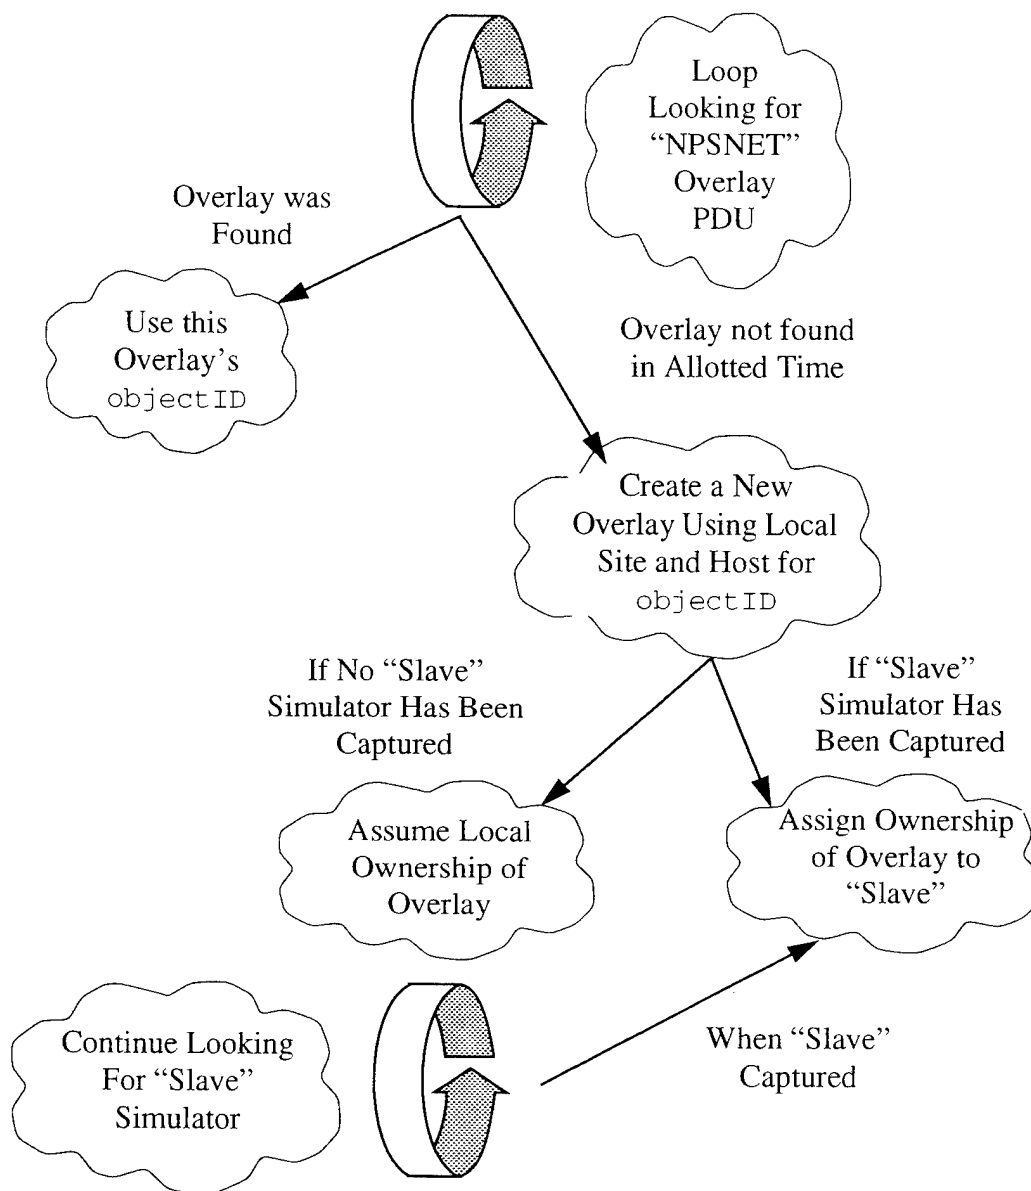 Loop
Looking for
“NPSNET”
Overlay
PDU
Overlay was
Found
Use this
Overlay’s
objectID
Overlay not found
in Allotted Time
Create a New
Overlay Using Local
Site and Host for
objectID
If No “Slave”
Simulator Has Been
Captured
If “Slave”
Simulator Has
Been Captured
Assume Local
Ownership of
Overlay
Assign Ownership
of Overlay to
“Slave”
Continue Looking
For “Slave”
Simulator
When “Slave”
Captured